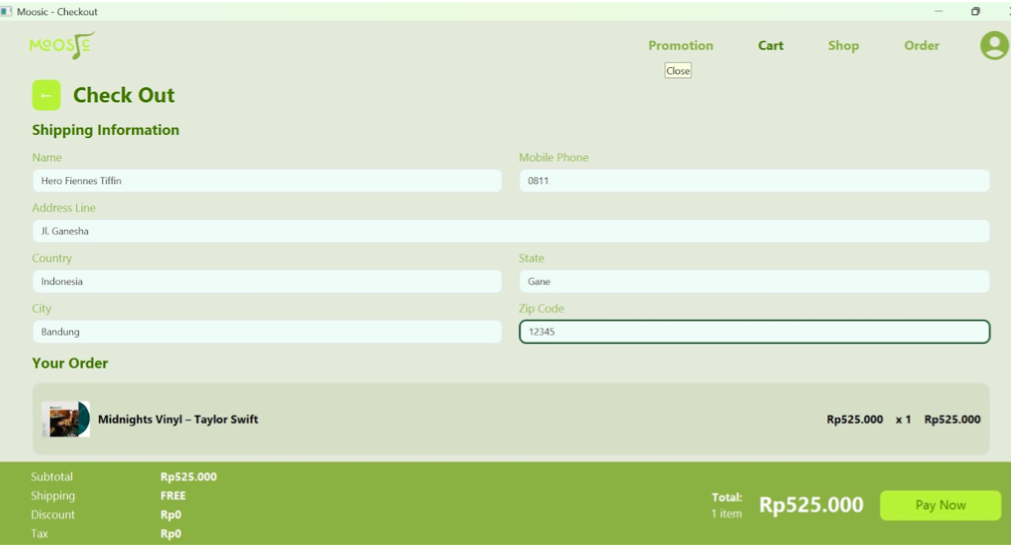 Moosic - Checkout
MOOSIC
Promotion Cart Shop Order
Close
← Check Out
Shipping Information
Name Mobile Phone
Hero Fiennes Tiffin 0811
Address Line
Jl. Ganesha
Country State
Indonesia Gane
City Zip Code
Bandung 12345
Your Order
Midnights Vinyl – Taylor Swift Rp525.000 x 1 Rp525.000
Subtotal Rp525.000
Shipping FREE
Discount Rp0
Tax Rp0
Total:
1 item
Rp525.000
Pay Now